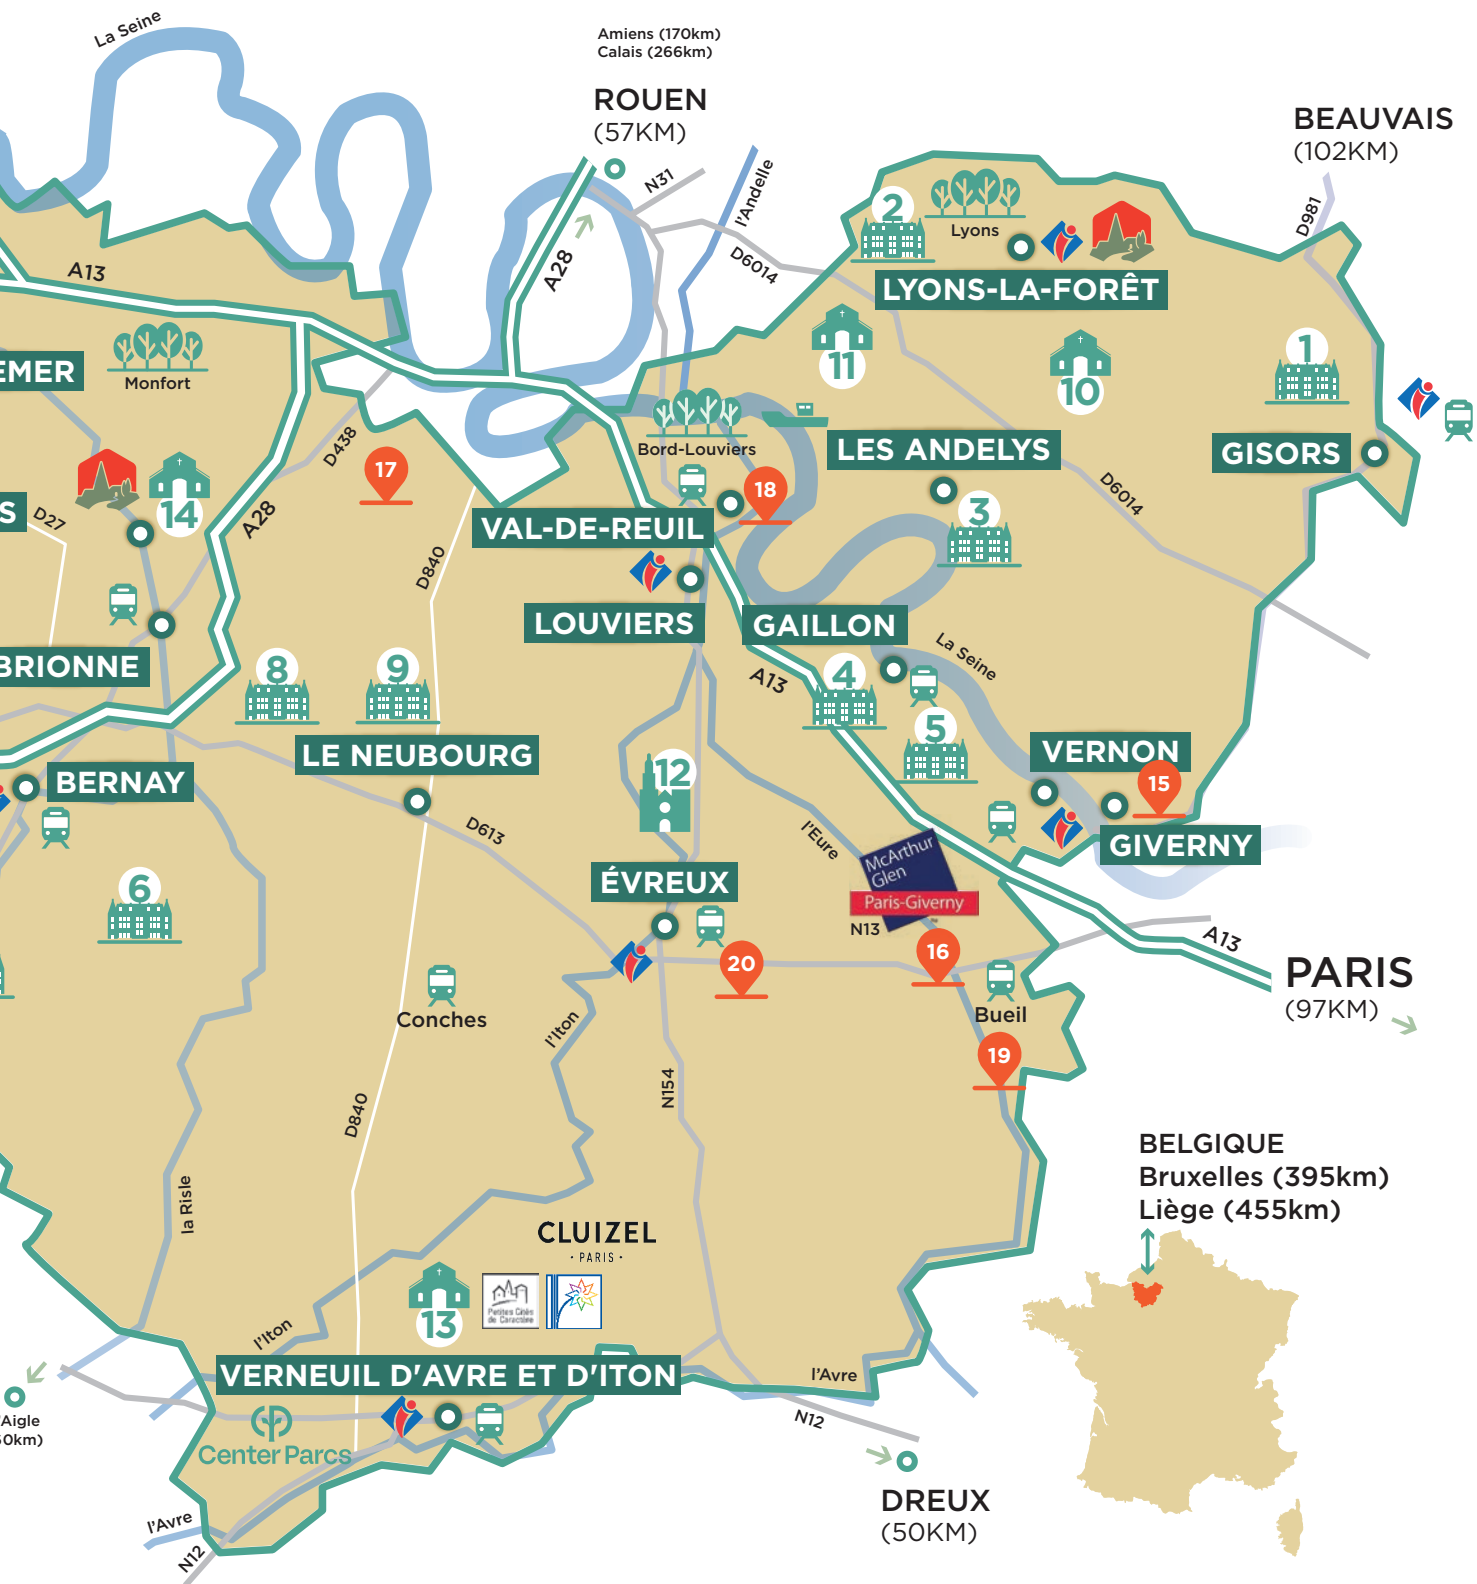 La Seine
Amiens (170km)
Calais (266km)
ROUEN
(57KM)
BEAUVAIS
(102KM)
N31
l'Andelle
D981
2
Lyons
A28
A13
D6014
LYONS-LA-FORÊT
11
10
1
EMER
Monfort
Bord-Louviers
D438
17
LES ANDELYS
GISORS
18
D6014
S
D27
14
A28
VAL-DE-REUIL
3
D840
LOUVIERS
GAILLON
La Seine
BRIONNE
8
9
A13
4
5
LE NEUBOURG
VERNON
BERNAY
12
15
D613
l'Eure
GIVERNY
McArthur
Glen
Paris-Giverny
6
ÉVREUX
N13
16
A13
20
PARIS
(97KM)
Conches
Bueil
l'Iton
19
N154
D840
BELGIQUE
Bruxelles (395km)
Liège (455km)
la Risle
CLUIZEL
· PARIS ·
Petites Cités
de Caractère
13
l'Iton
VERNEUIL D'AVRE ET D'ITON
l'Avre
N12
Aigle
0km)
Center Parcs
DREUX
(50KM)
l'Avre
N12